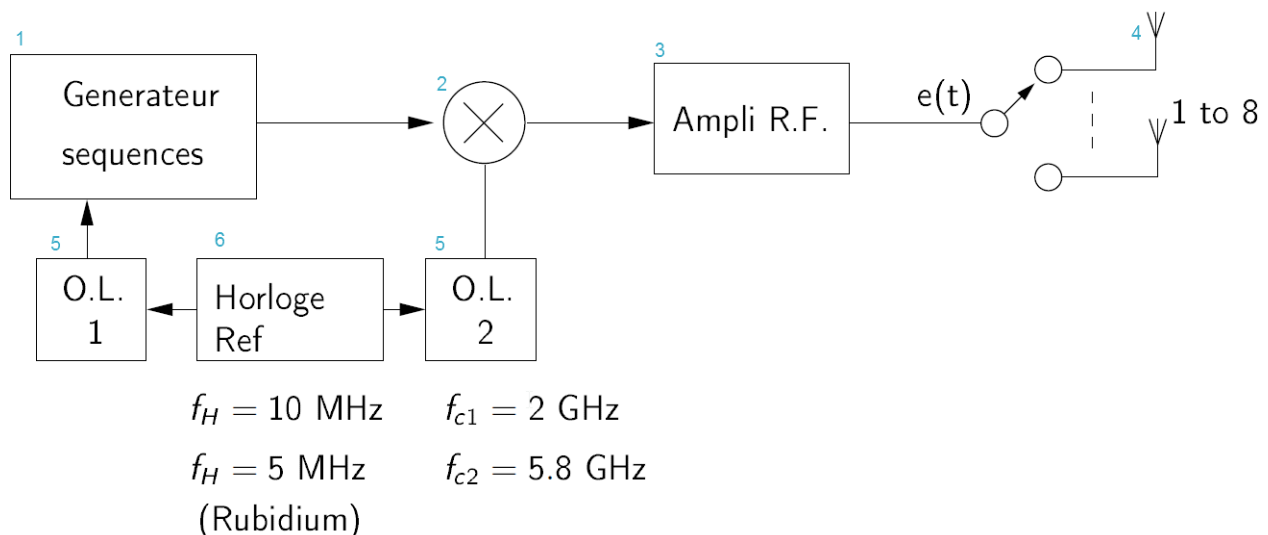 1
Generateur
sequences
2
3
Ampli R.F.
e(t)
4
1 to 8
5
O.L.
1
6
Horloge
Ref
5
O.L.
2
f_H = 10 MHz
f_H = 5 MHz
(Rubidium)
f_c1 = 2 GHz
f_c2 = 5.8 GHz